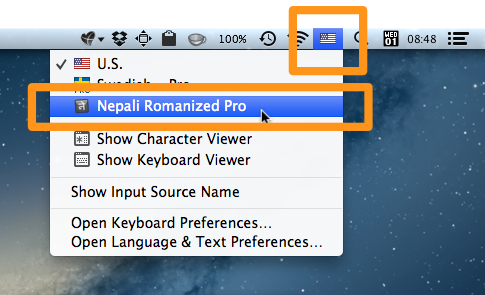 100% WED 01 08:48
✓ U.S.
Swedish - Pro
Nepali Romanized Pro
Show Character Viewer
Show Keyboard Viewer
Show Input Source Name
Open Keyboard Preferences...
Open Language & Text Preferences...